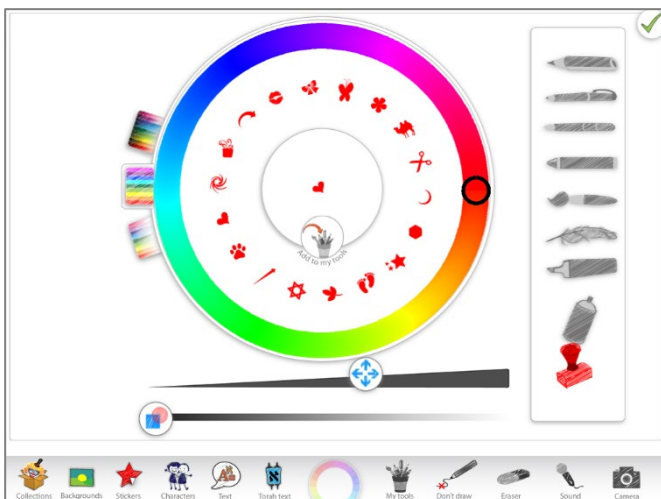 Add to my tools
Collections
Backgrounds
Stickers
Characters
Text
Torah text
My tools
Don't draw
Eraser
Sound
Camera